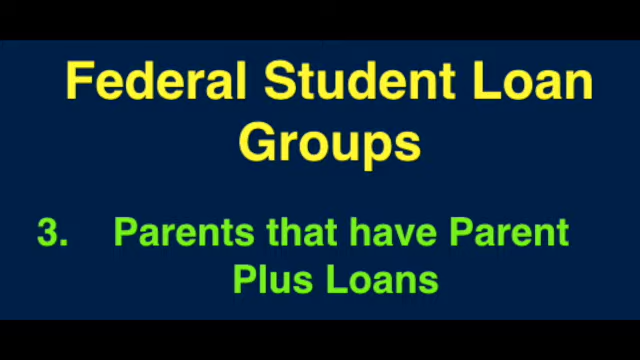 Federal Student Loan
Groups
3. Parents that have Parent
Plus Loans